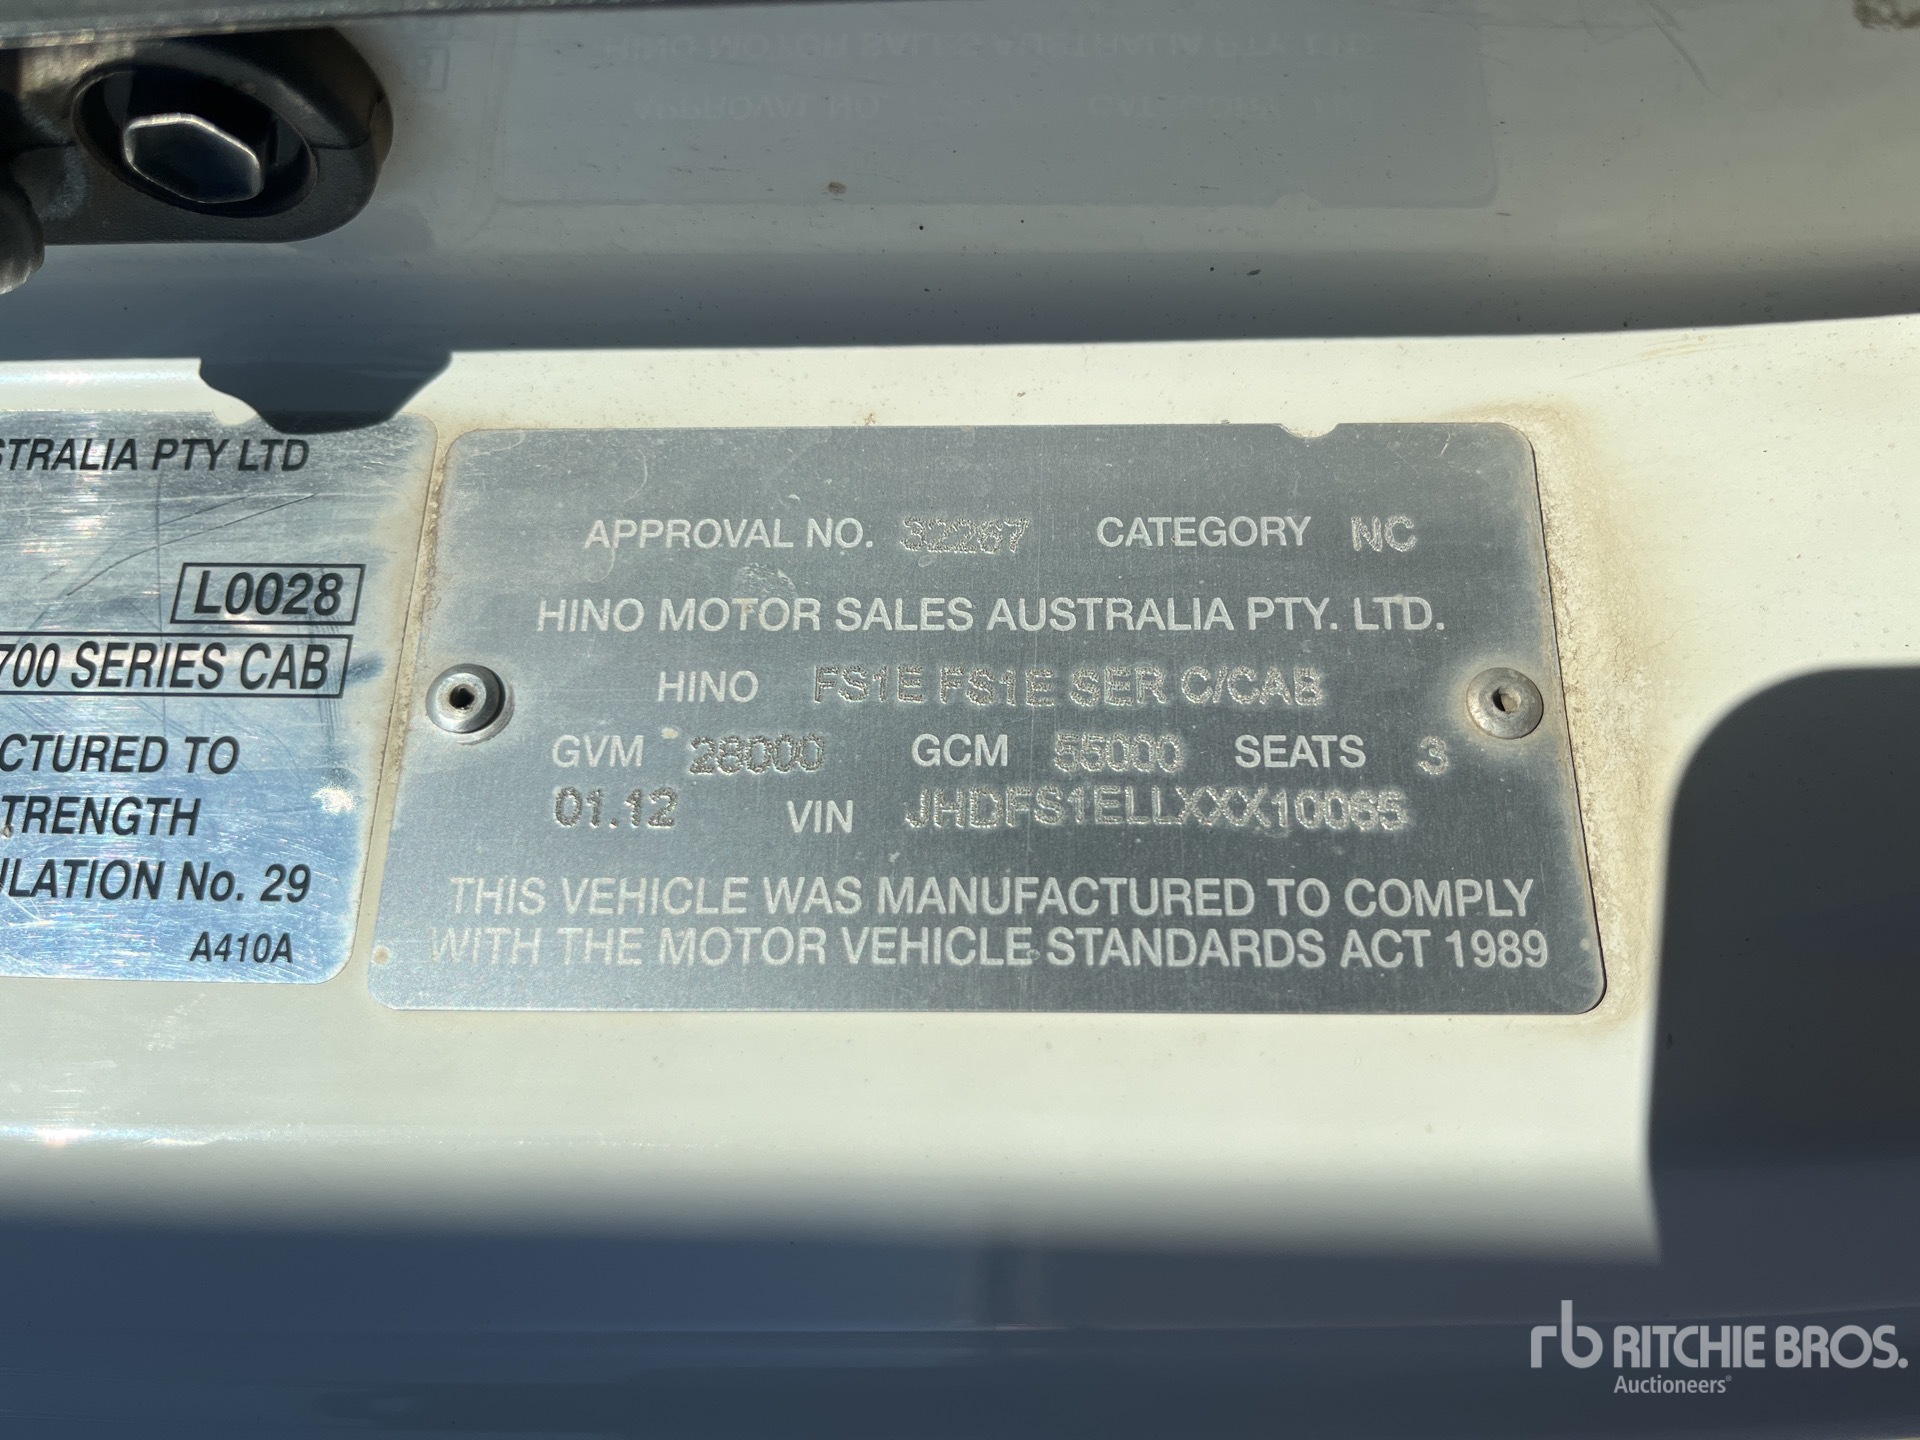 STRALIA PTY LTD
L0028
700 SERIES CAB
CTURED TO
TRENGTH
ULATION No. 29
A410A
APPROVAL NO. 32267 CATEGORY NC
HINO MOTOR SALES AUSTRALIA PTY. LTD.
HINO FS1E FS1E SER C/CAB
GVM 28000 GCM 55000 SEATS 3
01.12 VIN JHDFS1ELLXXX10065
THIS VEHICLE WAS MANUFACTURED TO COMPLY
WITH THE MOTOR VEHICLE STANDARDS ACT 1989
rb RITCHIE BROS.
Auctioneers